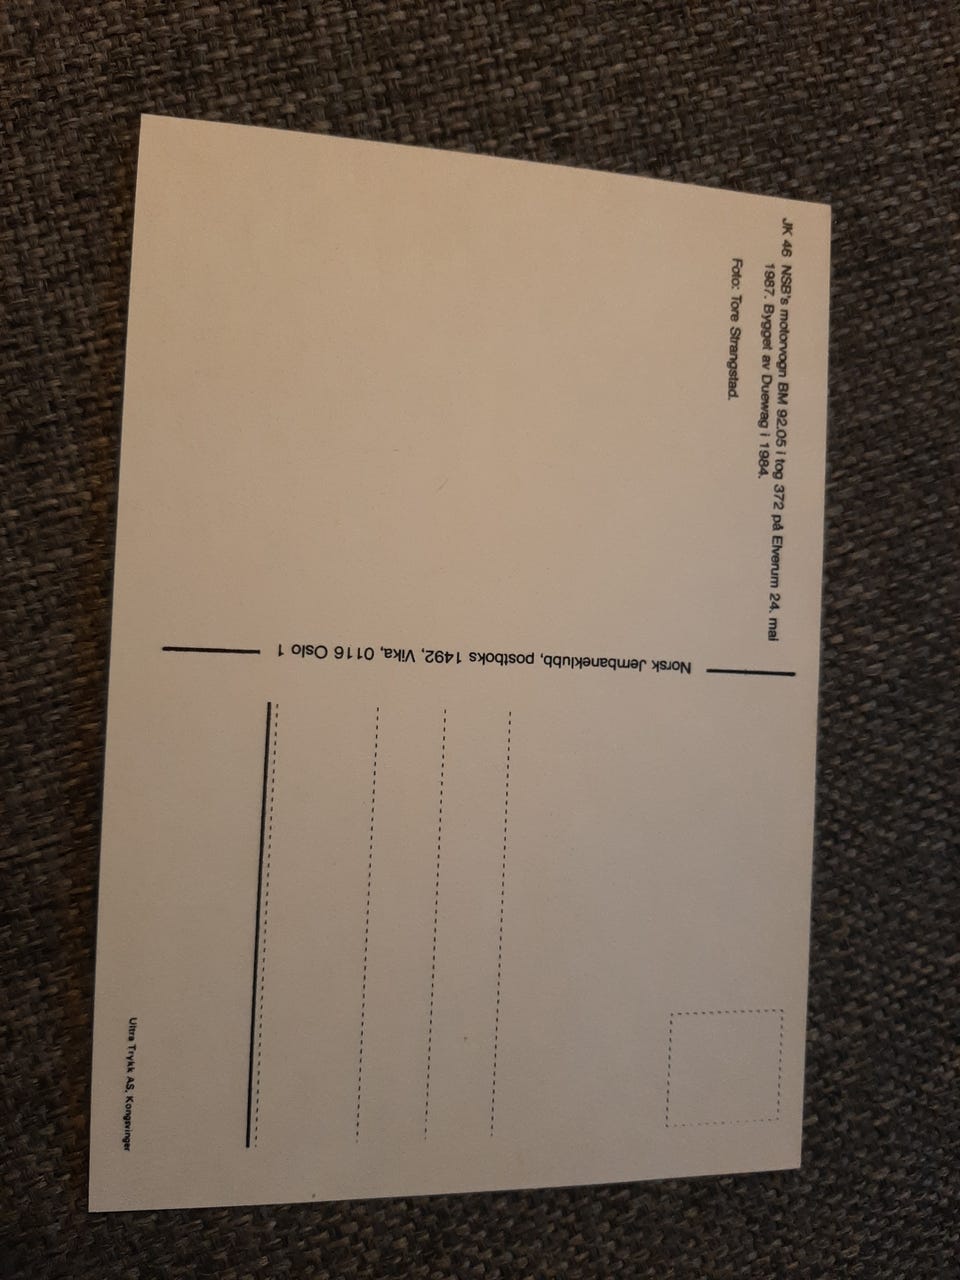 JK 46 NSB's motorvogn BM 92.05 i tog 372 på Elverum 24. mai
1987. Bygget av Duewag i 1984.
Foto: Tore Strangstad.
Norsk Jernbaneklubb, postboks 1492, Vika, 0116 Oslo 1
Ultra Trykk AS, Kongsvinger